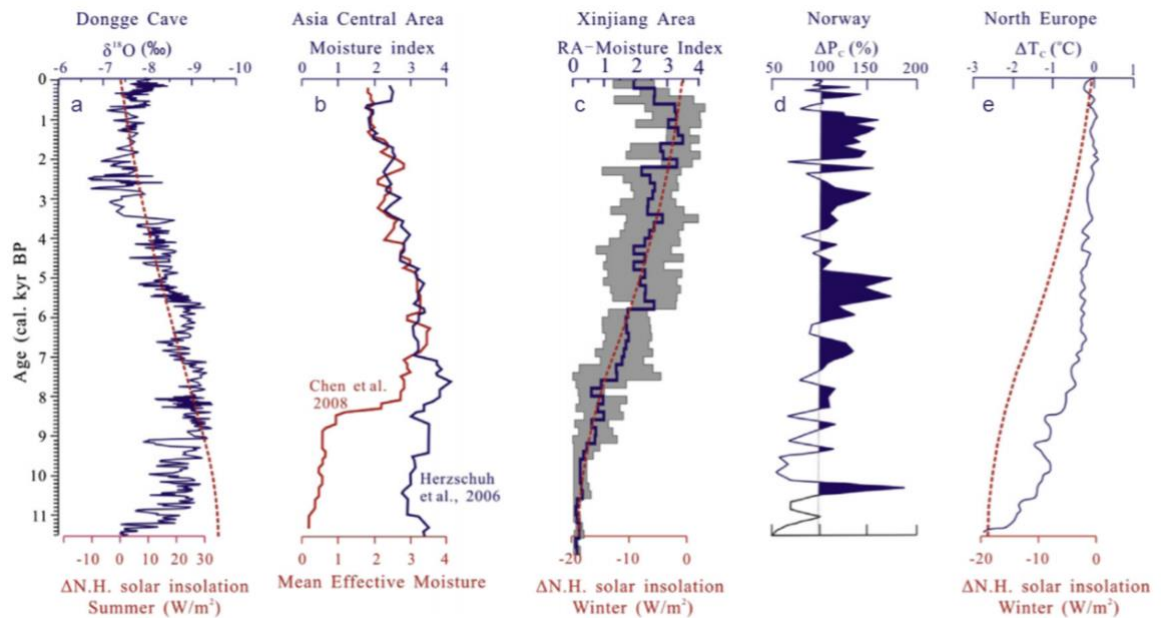 Dongge Cave
δ¹⁸O (‰)
-6 -7 -8 -9 -10
Asia Central Area
Moisture index
0 1 2 3 4
Xinjiang Area
RA-Moisture Index
0 1 2 3 4
Norway
ΔP_C (%)
50 100 150 200
North Europe
ΔT_C (°C)
-3 -2 -1 0 1
a
b
c
d
e
Age (cal. kyr BP)
0
1
2
3
4
5
6
7
8
9
10
11
Chen et al.
2008
Herzschuh
et al., 2006
-10 0 10 20 30
ΔN.H. solar insolation
Summer (W/m²)
0 1 2 3 4
Mean Effective Moisture
-20 -10 0
ΔN.H. solar insolation
Winter (W/m²)
-20 -10 0
ΔN.H. solar insolation
Winter (W/m²)